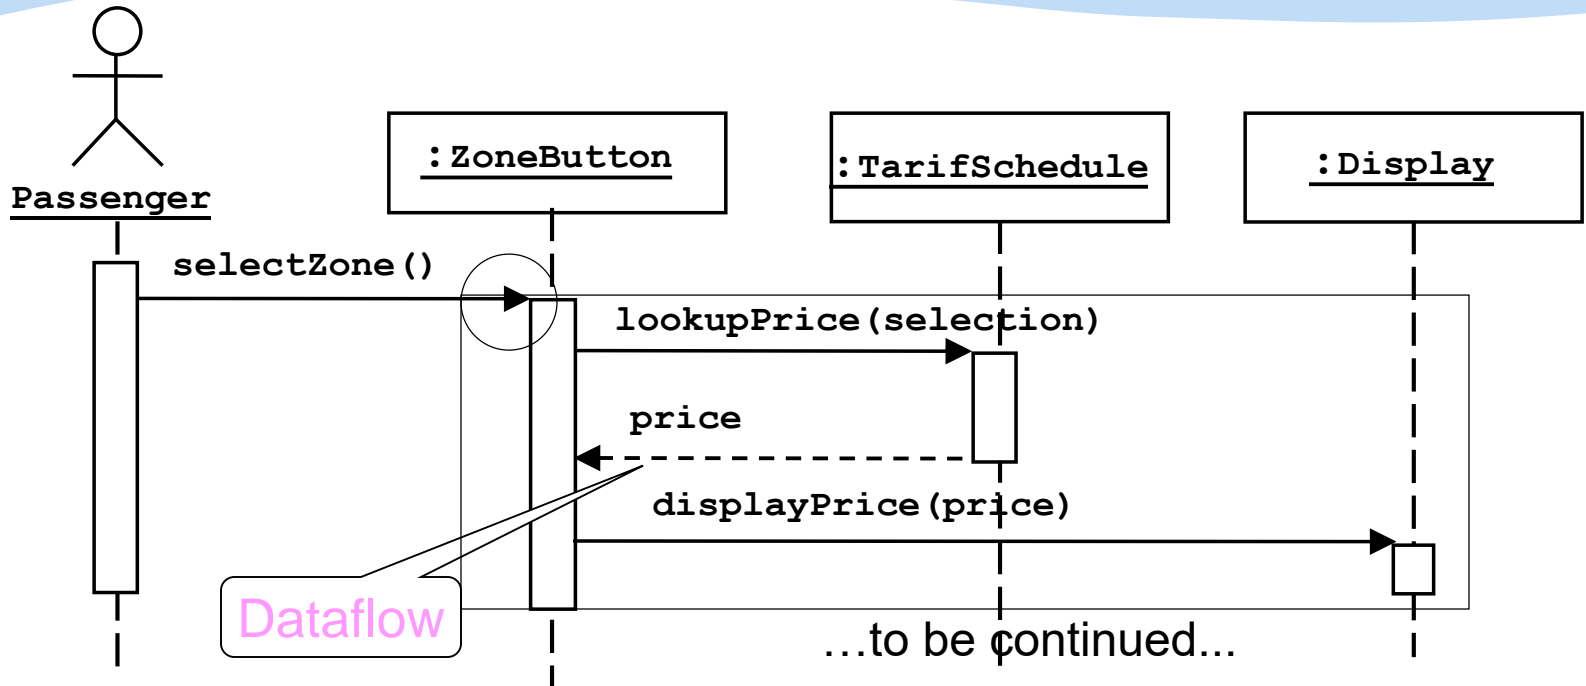 :ZoneButton
:TarifSchedule
:Display
Passenger
selectZone()
lookupPrice(selection)
price
displayPrice(price)
Dataflow
…to be continued...